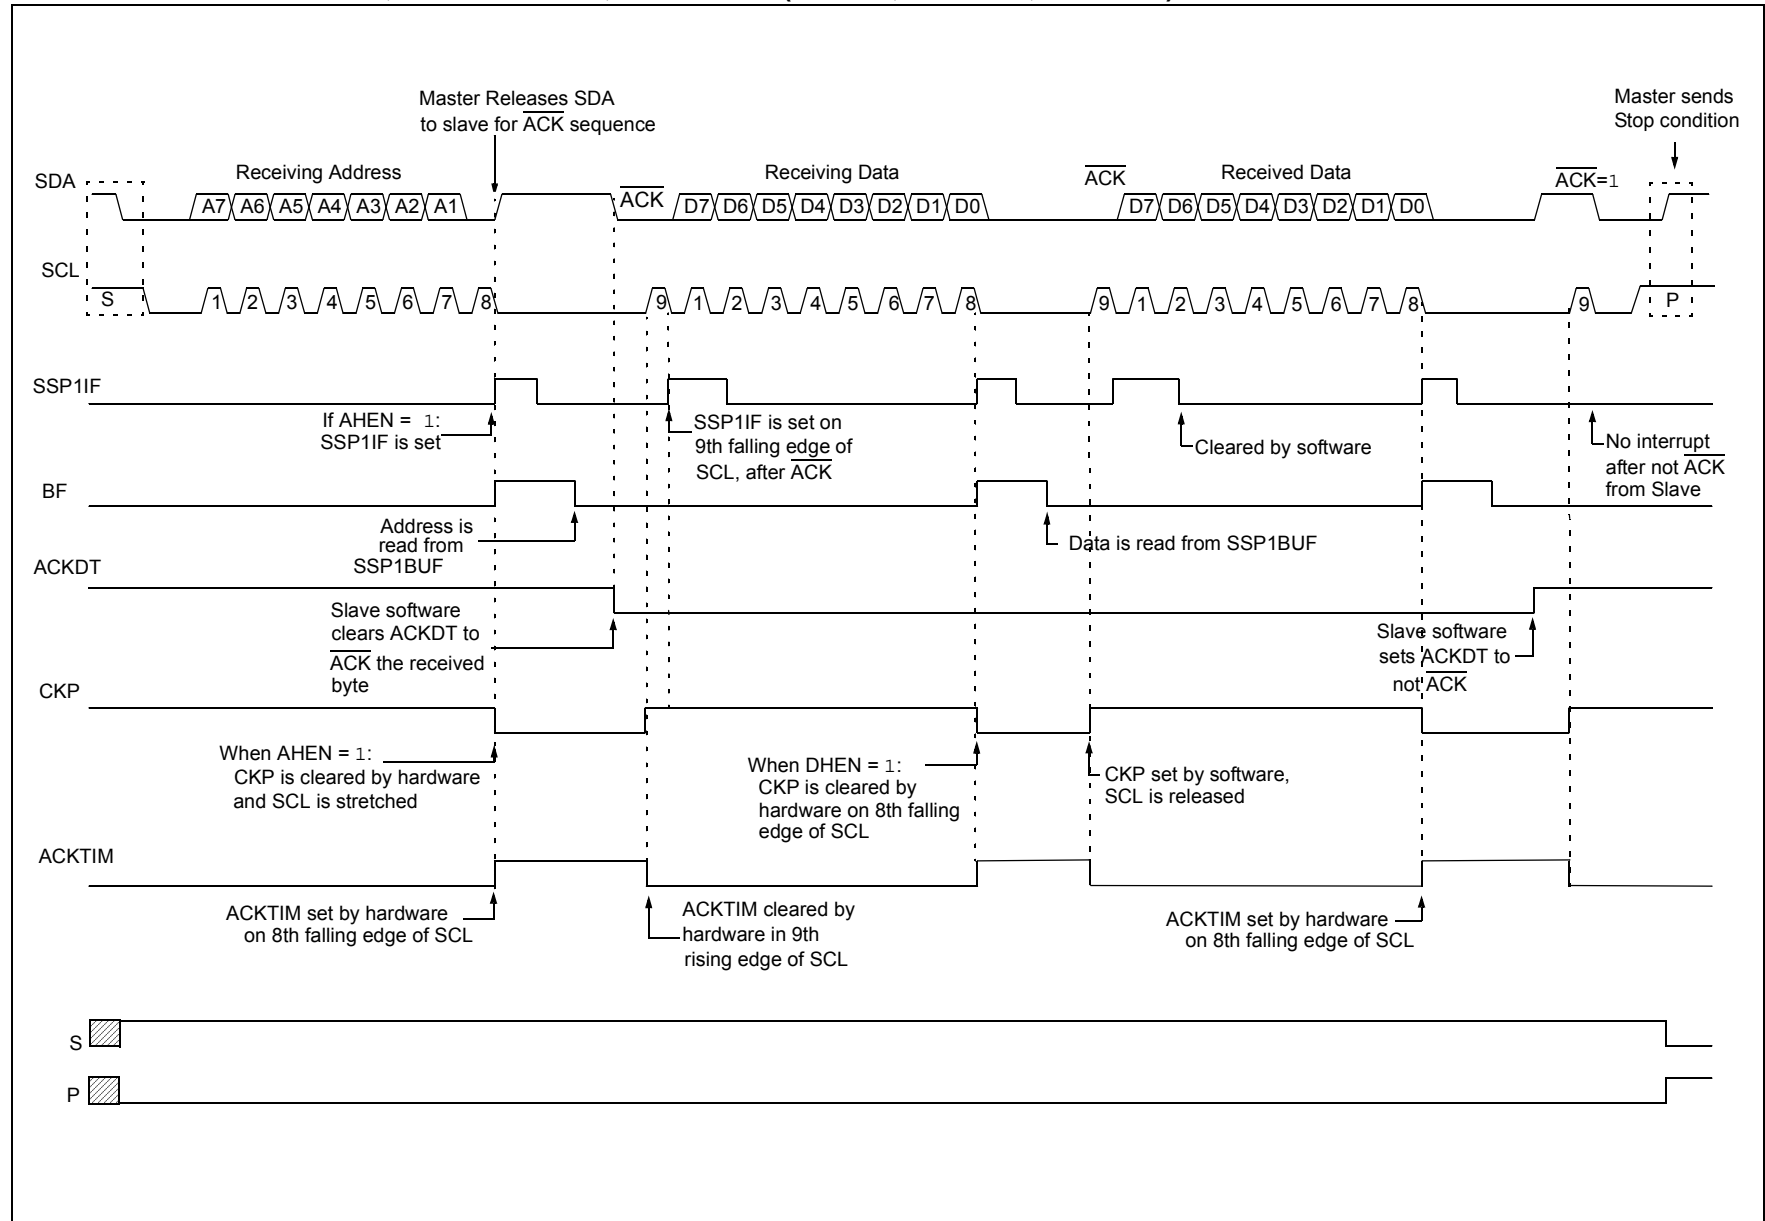 Master Releases SDA
to slave for ACK sequence
Master sends
Stop condition
SDA
Receiving Address
Receiving Data
ACK
Received Data
ACK=1
A7 A6 A5 A4 A3 A2 A1
ACK
D7 D6 D5 D4 D3 D2 D1 D0
D7 D6 D5 D4 D3 D2 D1 D0
SCL
S
1 2 3 4 5 6 7 8
9 1 2 3 4 5 6 7 8
9 1 2 3 4 5 6 7 8
9
P
SSP1IF
If AHEN = 1:
SSP1IF is set
SSP1IF is set on
9th falling edge of
SCL, after ACK
Cleared by software
No interrupt
after not ACK
from Slave
BF
Address is
read from
SSP1BUF
Data is read from SSP1BUF
ACKDT
Slave software
clears ACKDT to
ACK the received
byte
Slave software
sets ACKDT to
not ACK
CKP
When AHEN = 1:
CKP is cleared by hardware
and SCL is stretched
When DHEN = 1:
CKP is cleared by
hardware on 8th falling
edge of SCL
CKP set by software,
SCL is released
ACKTIM
ACKTIM set by hardware
on 8th falling edge of SCL
ACKTIM cleared by
hardware in 9th
rising edge of SCL
ACKTIM set by hardware
on 8th falling edge of SCL
S
P